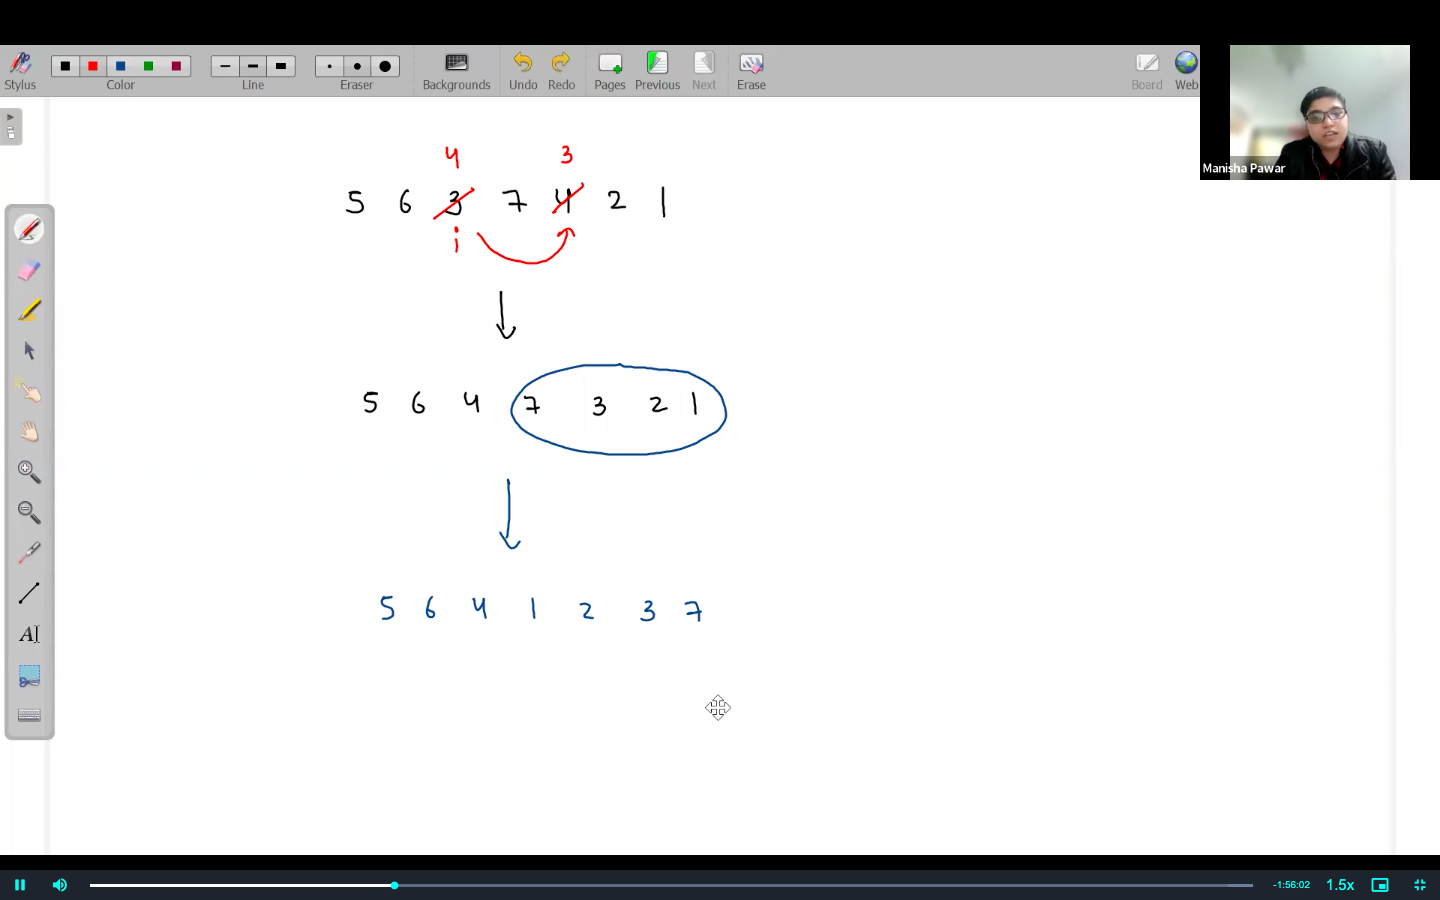 Stylus Color Line Eraser Backgrounds Undo Redo Pages Previous Next Erase Board Web
Manisha Pawar
4 3
5 6 3 7 4 2 1
i
5 6 4 7 3 2 1
5 6 4 1 2 3 7
A
-1:56:02 1.5x